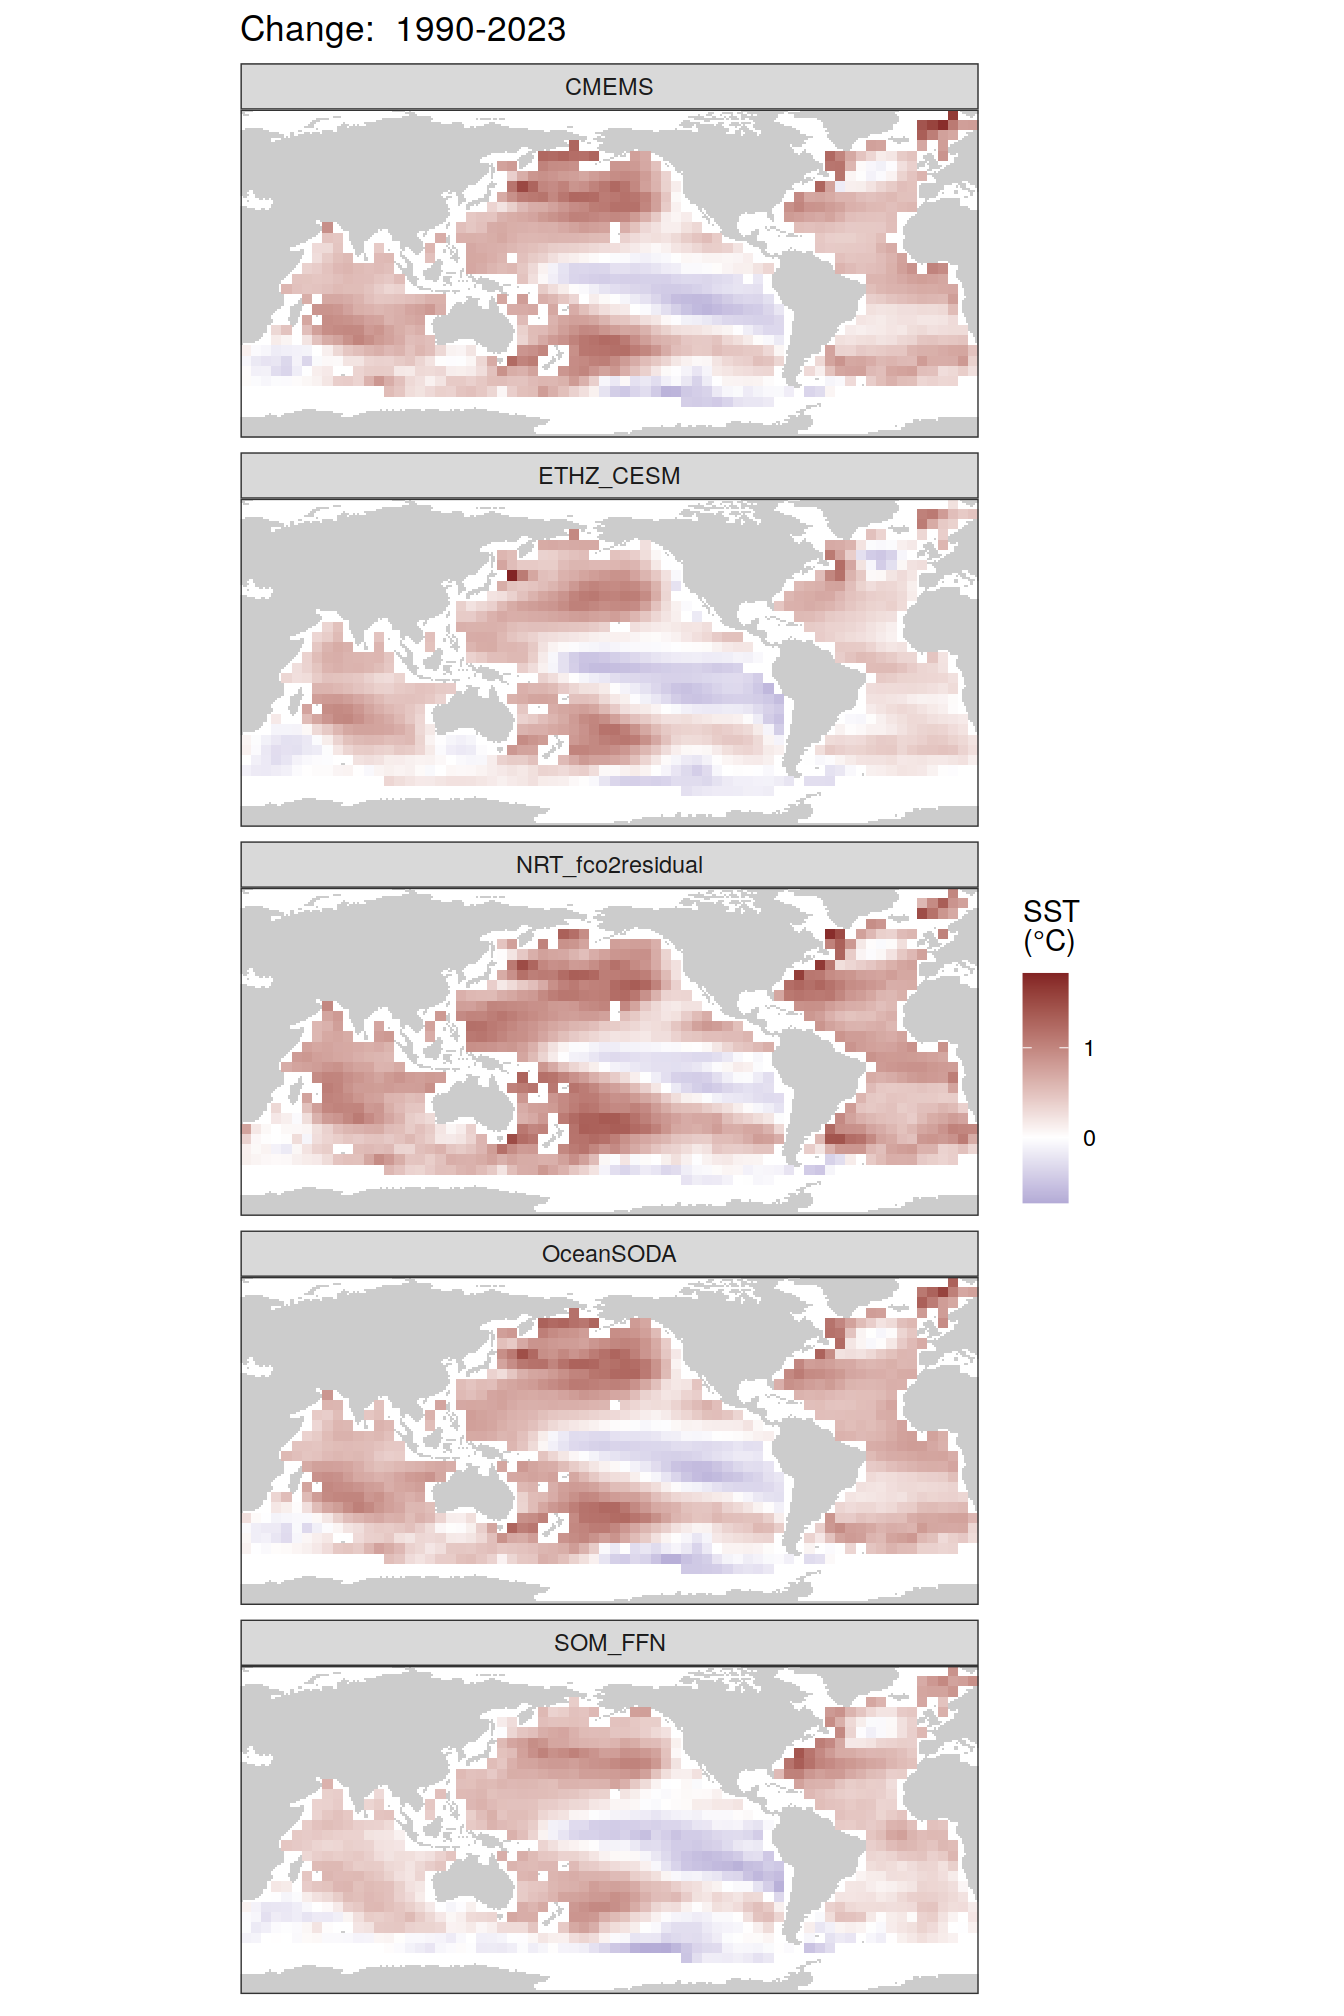 Change:  1990-2023
CMEMS
ETHZ_CESM
NRT_fco2residual
SST
(°C)
1
0
OceanSODA
SOM_FFN